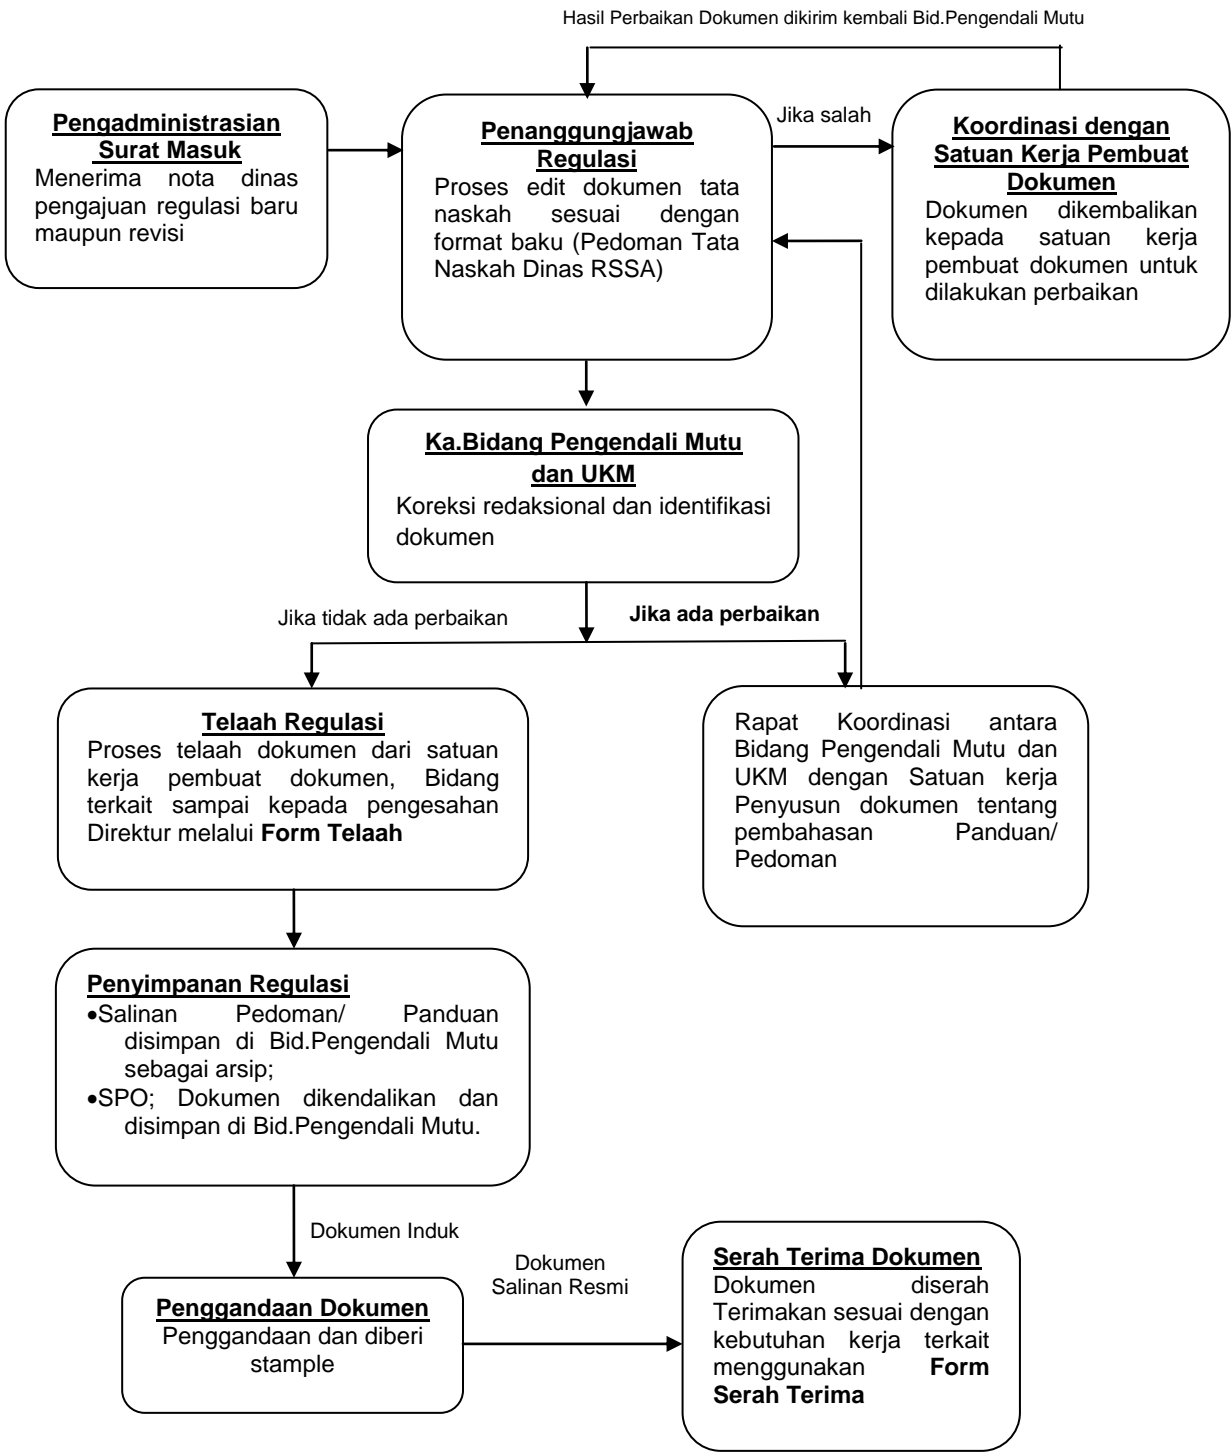 Hasil Perbaikan Dokumen dikirim kembali Bid.Pengendali Mutu
Pengadministrasian
Surat Masuk
Menerima nota dinas
pengajuan regulasi baru
maupun revisi
Penanggungjawab
Regulasi
Proses edit dokumen tata
naskah sesuai dengan
format baku (Pedoman Tata
Naskah Dinas RSSA)
Jika salah
Koordinasi dengan
Satuan Kerja Pembuat
Dokumen
Dokumen dikembalikan
kepada satuan kerja
pembuat dokumen untuk
dilakukan perbaikan
Ka.Bidang Pengendali Mutu
dan UKM
Koreksi redaksional dan identifikasi
dokumen
Jika tidak ada perbaikan
Jika ada perbaikan
Telaah Regulasi
Proses telaah dokumen dari satuan
kerja pembuat dokumen, Bidang
terkait sampai kepada pengesahan
Direktur melalui Form Telaah
Rapat Koordinasi antara
Bidang Pengendali Mutu dan
UKM dengan Satuan kerja
Penyusun dokumen tentang
pembahasan Panduan/
Pedoman
Penyimpanan Regulasi
•Salinan Pedoman/ Panduan
disimpan di Bid.Pengendali Mutu
sebagai arsip;
•SPO; Dokumen dikendalikan dan
disimpan di Bid.Pengendali Mutu.
Dokumen Induk
Penggandaan Dokumen
Penggandaan dan diberi
stample
Dokumen
Salinan Resmi
Serah Terima Dokumen
Dokumen diserah
Terimakan sesuai dengan
kebutuhan kerja terkait
menggunakan Form
Serah Terima